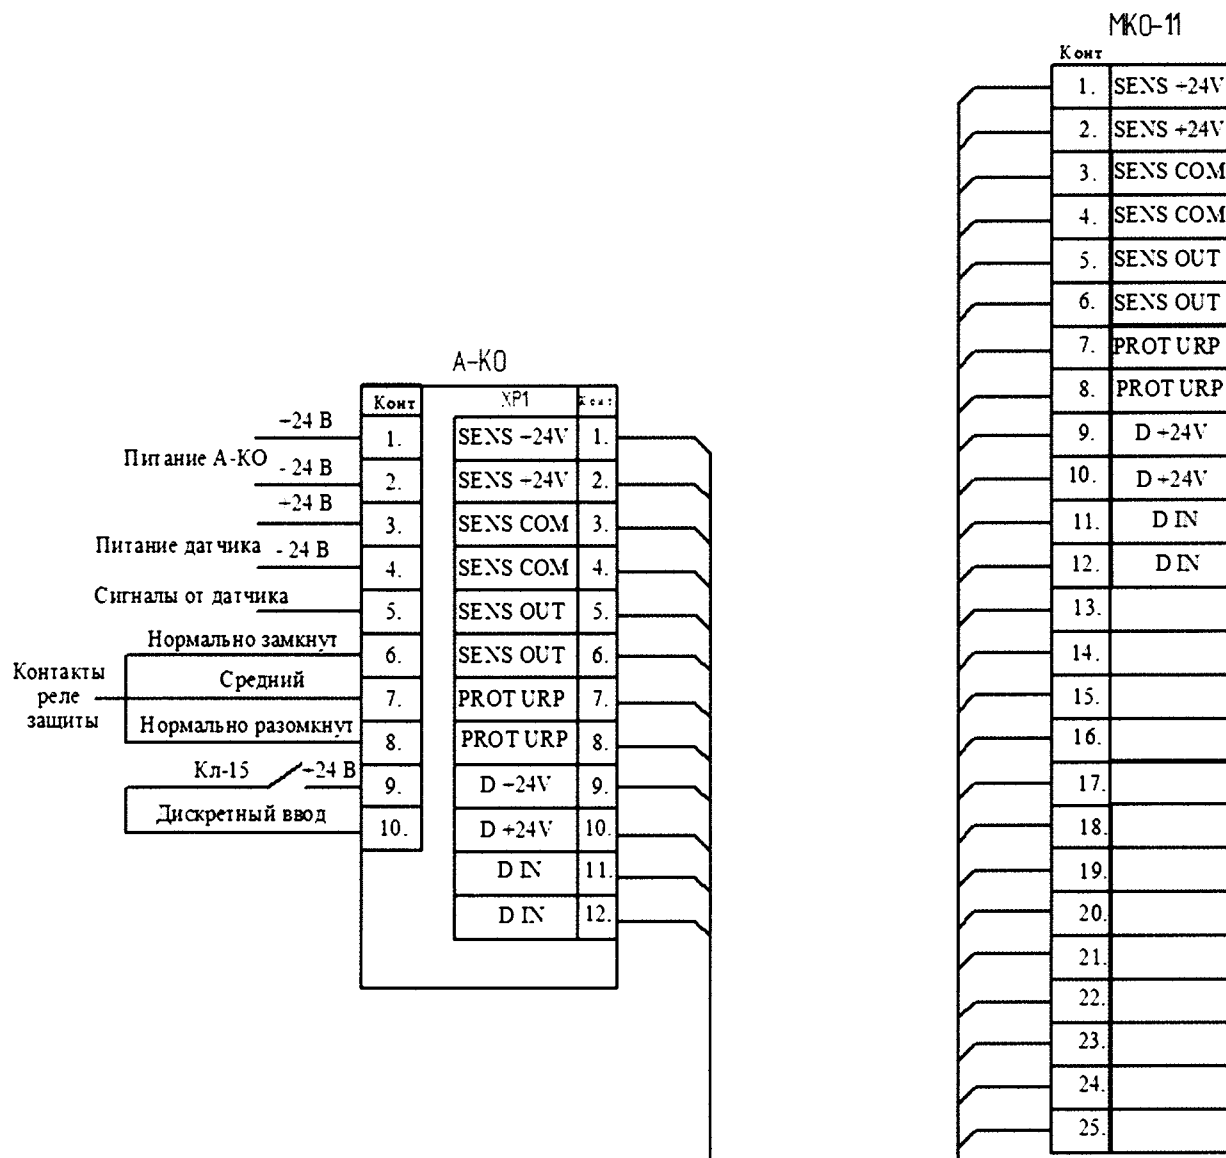 МКО-11
Конт
1. SENS +24V
2. SENS +24V
3. SENS COM
4. SENS COM
5. SENS OUT
6. SENS OUT
7. PROT URP
8. PROT URP
9. D +24V
10. D +24V
11. D IN
12. D IN
13.
14.
15.
16.
17.
18.
19.
20.
21.
22.
23.
24.
25.
А-КО
Конт
XP1
Конт
+24 В
1.
SENS +24V 1.
Питание А-КО
- 24 В
2.
SENS +24V 2.
+24 В
3.
SENS COM 3.
Питание датчика
- 24 В
4.
SENS COM 4.
Сигналы от датчика
5.
SENS OUT 5.
Нормально замкнут
6.
SENS OUT 6.
Контакты
реле
защиты
Средний
7.
PROT URP 7.
Нормально разомкнут
8.
PROT URP 8.
Кл-15
+24 В
9.
D +24V 9.
Дискретный ввод
10.
D +24V 10.
D IN 11.
D IN 12.